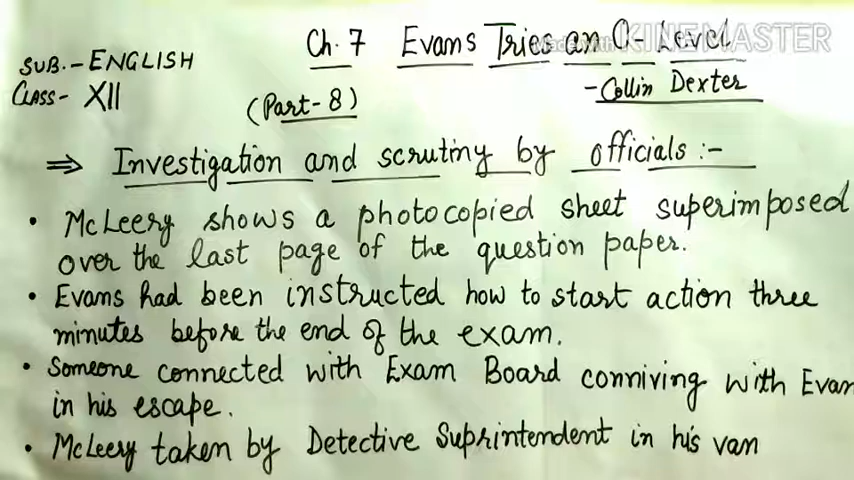 Ch. 7 Evans Tries an O-Level
SUB.- ENGLISH
CLASS- XII
- Collin Dexter
(Part-8)
⇒ Investigation and scrutiny by officials :-
• McLeery shows a photocopied sheet superimposed
over the last page of the question paper.
• Evans had been instructed how to start action three
minutes before the end of the exam.
• Someone connected with Exam Board conniving with Evan
in his escape.
• McLeery taken by Detective Suprintendent in his van
Made with KINEMASTER